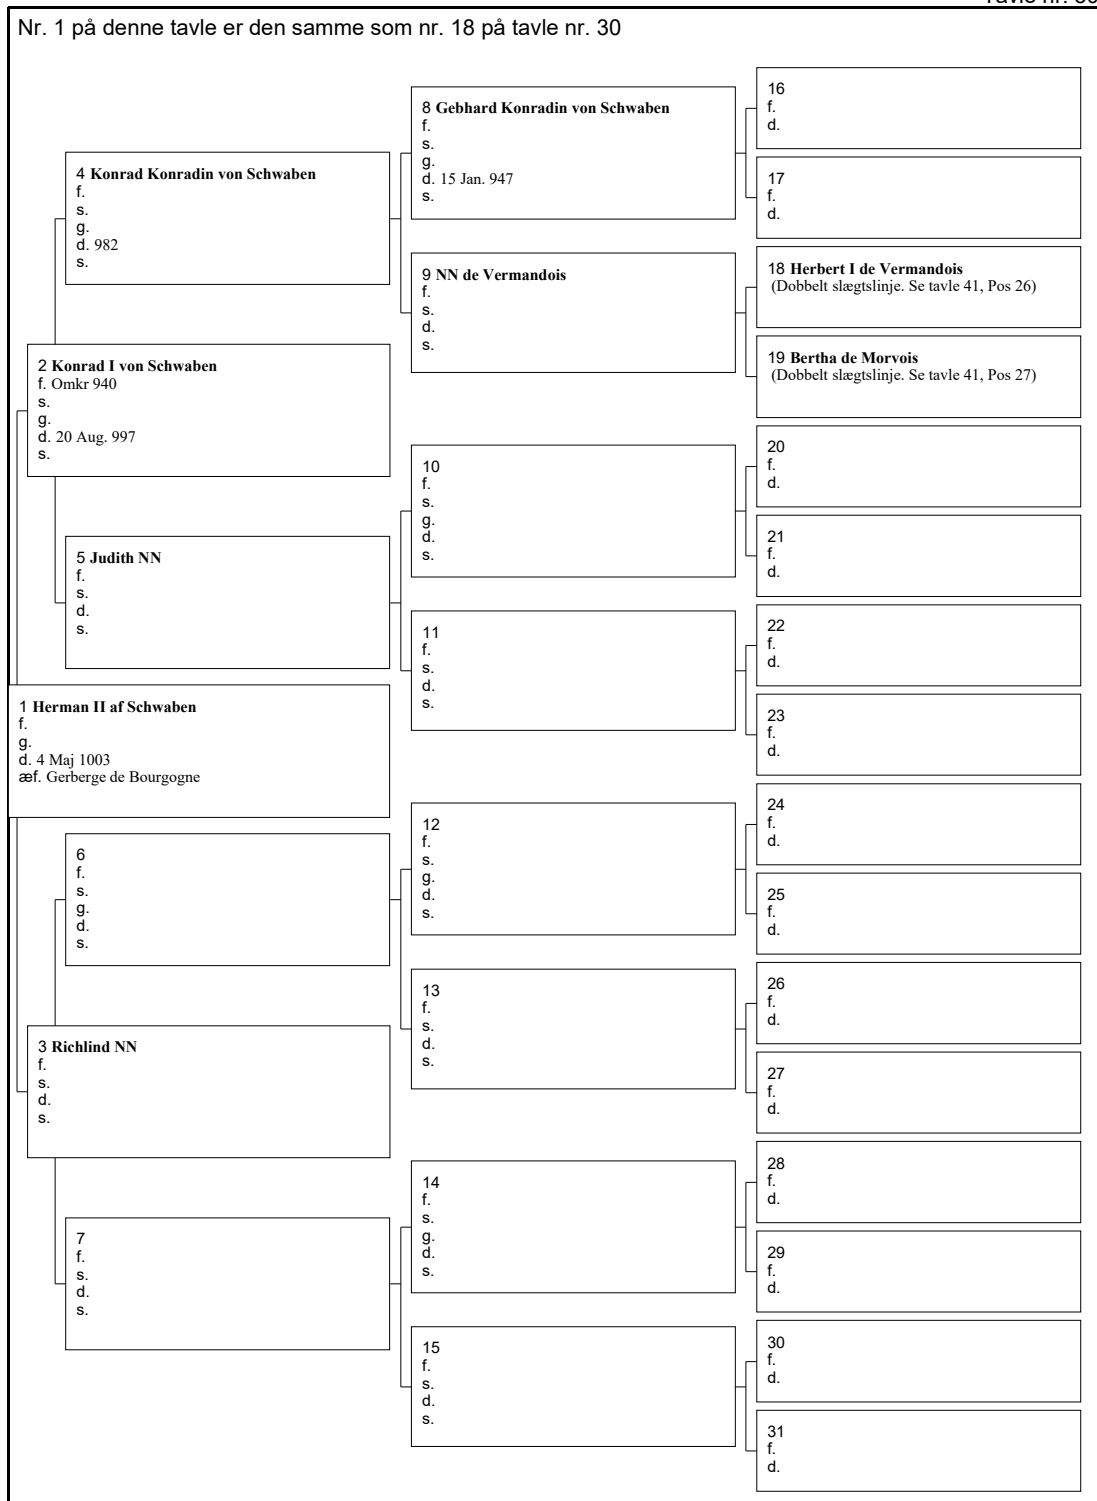 Nr. 1 på denne tavle er den samme som nr. 18 på tavle nr. 30
16
f.
d.
8 Gebhard Konradin von Schwaben
f.
s.
g.
d. 15 Jan. 947
s.
17
f.
d.
4 Konrad Konradin von Schwaben
f.
s.
g.
d. 982
s.
18 Herbert I de Vermandois
(Dobbelt slægtslinje. Se tavle 41, Pos 26)
9 NN de Vermandois
f.
s.
d.
s.
19 Bertha de Morvois
(Dobbelt slægtslinje. Se tavle 41, Pos 27)
2 Konrad I von Schwaben
f. Omkr 940
s.
g.
d. 20 Aug. 997
s.
20
f.
d.
10
f.
s.
g.
d.
s.
21
f.
d.
5 Judith NN
f.
s.
d.
s.
22
f.
d.
11
f.
s.
d.
s.
23
f.
d.
1 Herman II af Schwaben
f.
g.
d. 4 Maj 1003
æf. Gerberge de Bourgogne
24
f.
d.
12
f.
s.
g.
d.
s.
25
f.
d.
6
f.
s.
g.
d.
s.
26
f.
d.
13
f.
s.
d.
s.
27
f.
d.
3 Richlind NN
f.
s.
d.
s.
28
f.
d.
14
f.
s.
g.
d.
s.
29
f.
d.
7
f.
s.
d.
s.
30
f.
d.
15
f.
s.
d.
s.
31
f.
d.